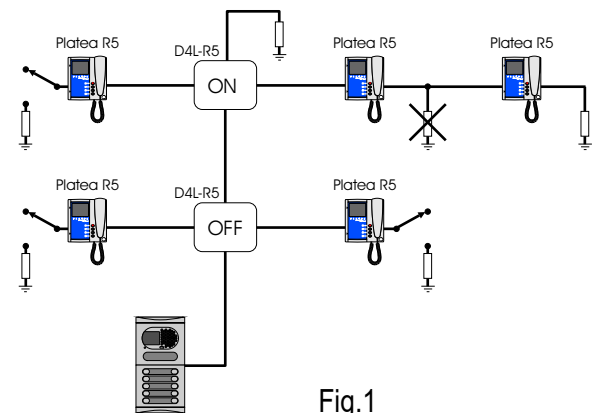 D4L-R5
Platea R5
ON
Platea R5
Platea R5
Platea R5
D4L-R5
OFF
Platea R5
Fig.1